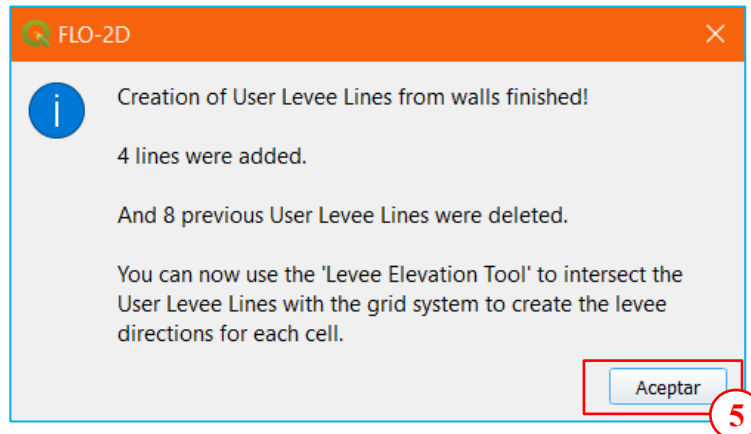 FLO-2D
Creation of User Levee Lines from walls finished!
4 lines were added.
And 8 previous User Levee Lines were deleted.
You can now use the 'Levee Elevation Tool' to intersect the
User Levee Lines with the grid system to create the levee
directions for each cell.
Aceptar
5